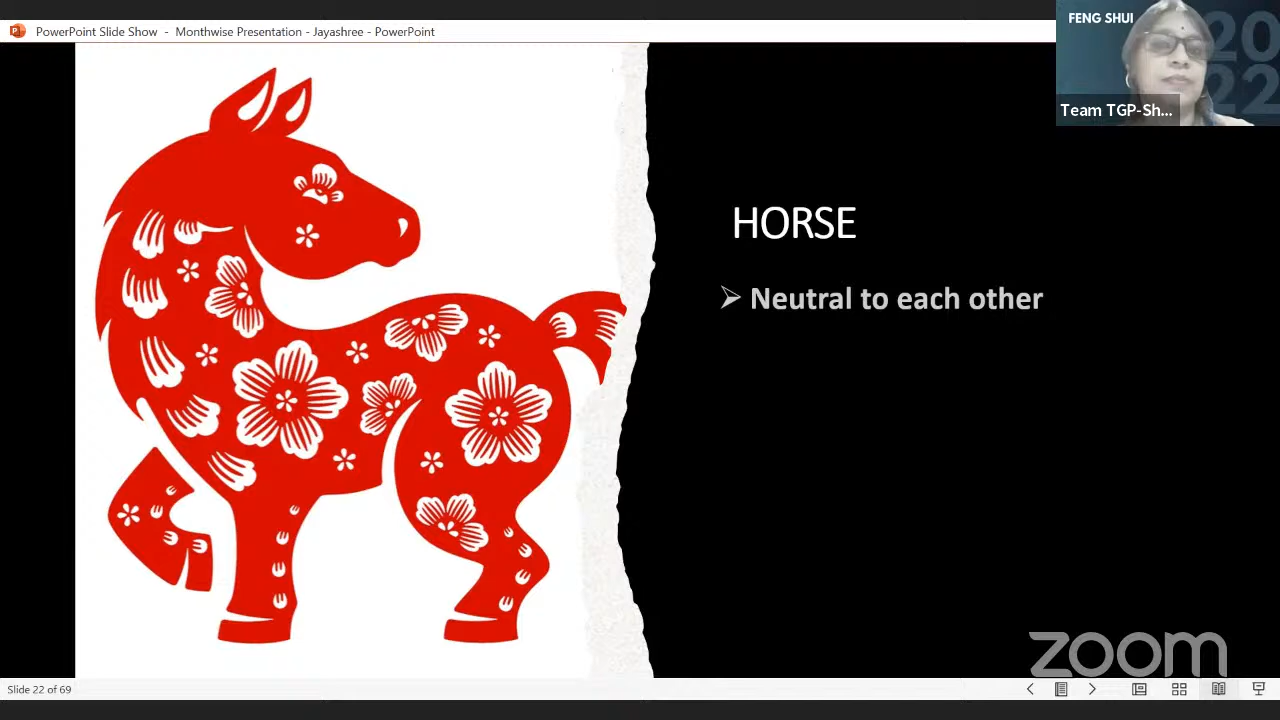 PowerPoint Slide Show - Monthwise Presentation - Jayashree - PowerPoint
FENG SHUI
2022
Team TGP-Sh...
HORSE
Neutral to each other
zoom
Slide 22 of 69